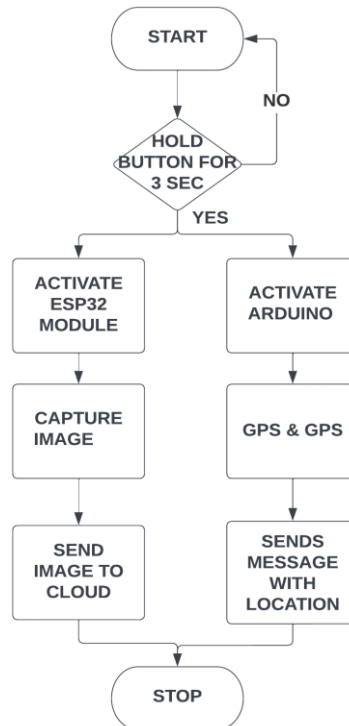 START
NO
HOLD
BUTTON FOR
3 SEC
YES
ACTIVATE
ESP32
MODULE
ACTIVATE
ARDUINO
CAPTURE
IMAGE
GPS & GPS
SEND
IMAGE TO
CLOUD
SENDS
MESSAGE
WITH
LOCATION
STOP